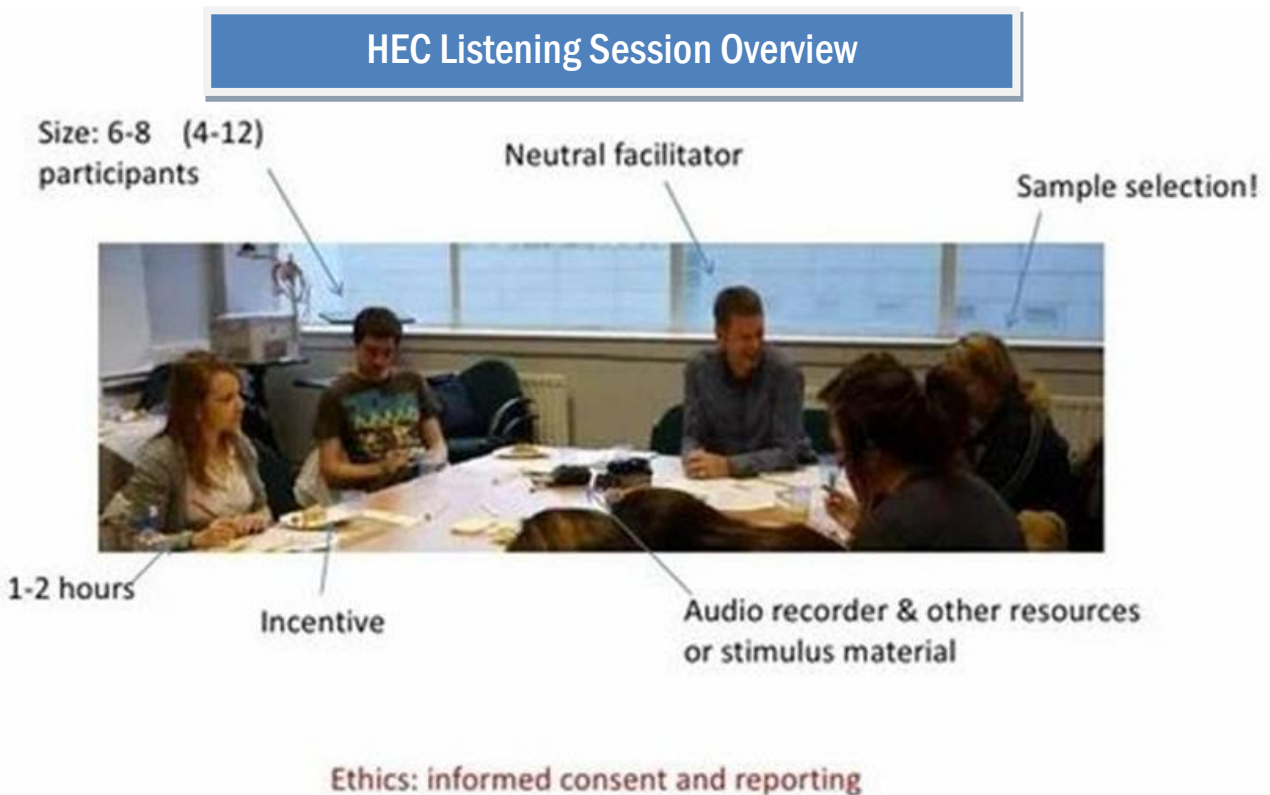 HEC Listening Session Overview
Size: 6-8 (4-12)
participants
Neutral facilitator
Sample selection!
1-2 hours
Incentive
Audio recorder & other resources
or stimulus material
Ethics: informed consent and reporting